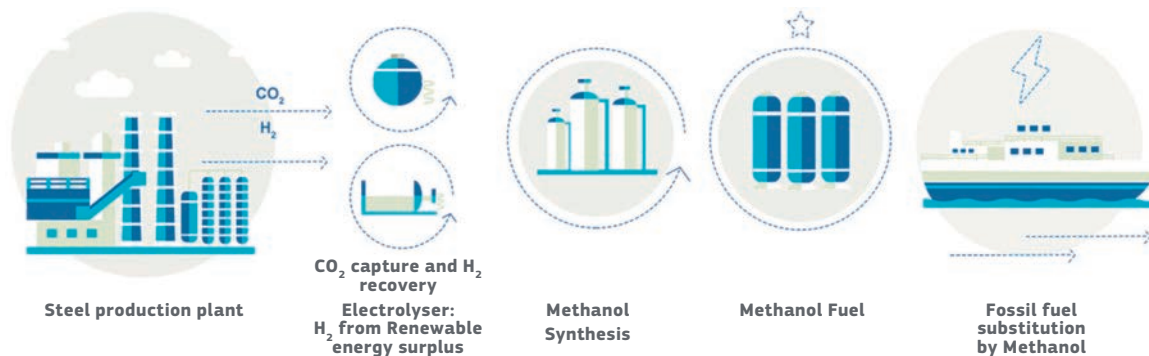 CO₂
H₂
CO₂ capture and H₂
recovery
Steel production plant
Electrolyser:
H₂ from Renewable
energy surplus
Methanol
Synthesis
Methanol Fuel
Fossil fuel
substitution
by Methanol